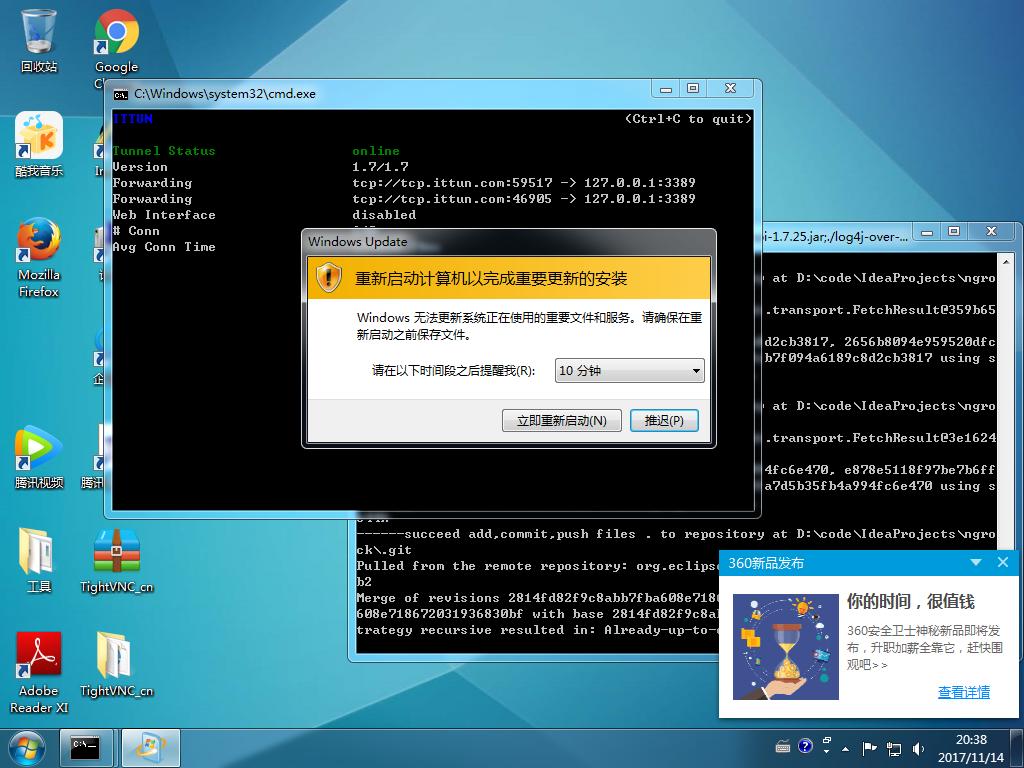 回收站
Google
酷我音乐
Mozilla
Firefox
腾讯视频
腾讯
工具
TightVNC_cn
Adobe
Reader XI
TightVNC_cn
C:\Windows\system32\cmd.exe
ITTUN
(Ctrl+C to quit)
Tunnel Status online
Version 1.7/1.7
Forwarding tcp://tcp.ittun.com:59517 -> 127.0.0.1:3389
Forwarding tcp://tcp.ittun.com:46905 -> 127.0.0.1:3389
Web Interface disabled
# Conn
Avg Conn Time
Windows Update
重新启动计算机以完成重要更新的安装
Windows 无法更新系统正在使用的重要文件和服务。请确保在重
新启动之前保存文件。
请在以下时间段之后提醒我(R):
10 分钟
立即重新启动(N)
推迟(P)
i-1.7.25.jar;./log4j-over-...
at D:\code\IdeaProjects\ngro
.transport.FetchResult@359b65
d2cb3817, 2656b8094e959520dfc
b7f094a6189c8d2cb3817 using s
at D:\code\IdeaProjects\ngro
.transport.FetchResult@3e1624
4fc6e470, e878e5118f97be7b6ff
a7d5b35fb4a994fc6e470 using s
------succeed add,commit,push files . to repository at D:\code\IdeaProjects\ngro
ck\.git
Pulled from the remote repository: org.eclips
b2
Merge of revisions 2814fd82f9c8abb7fba608e718
608e718672031936830bf with base 2814fd82f9c8a
trategy recursive resulted in: Already-up-to-
360新品发布
你的时间，很值钱
360安全卫士神秘新品即将发
布，升职加薪全靠它，赶快围
观吧>>
查看详情
20:38
2017/11/14